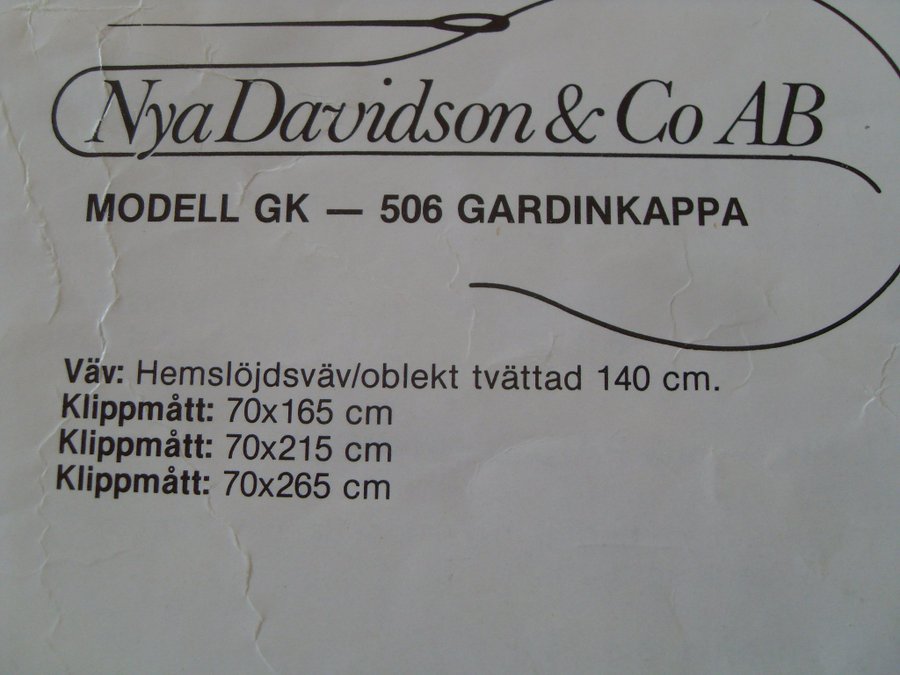 Nya Davidson & Co AB
MODELL GK — 506 GARDINKAPPA
Väv: Hemslöjdsväv/oblekt tvättad 140 cm.
Klippmått: 70x165 cm
Klippmått: 70x215 cm
Klippmått: 70x265 cm